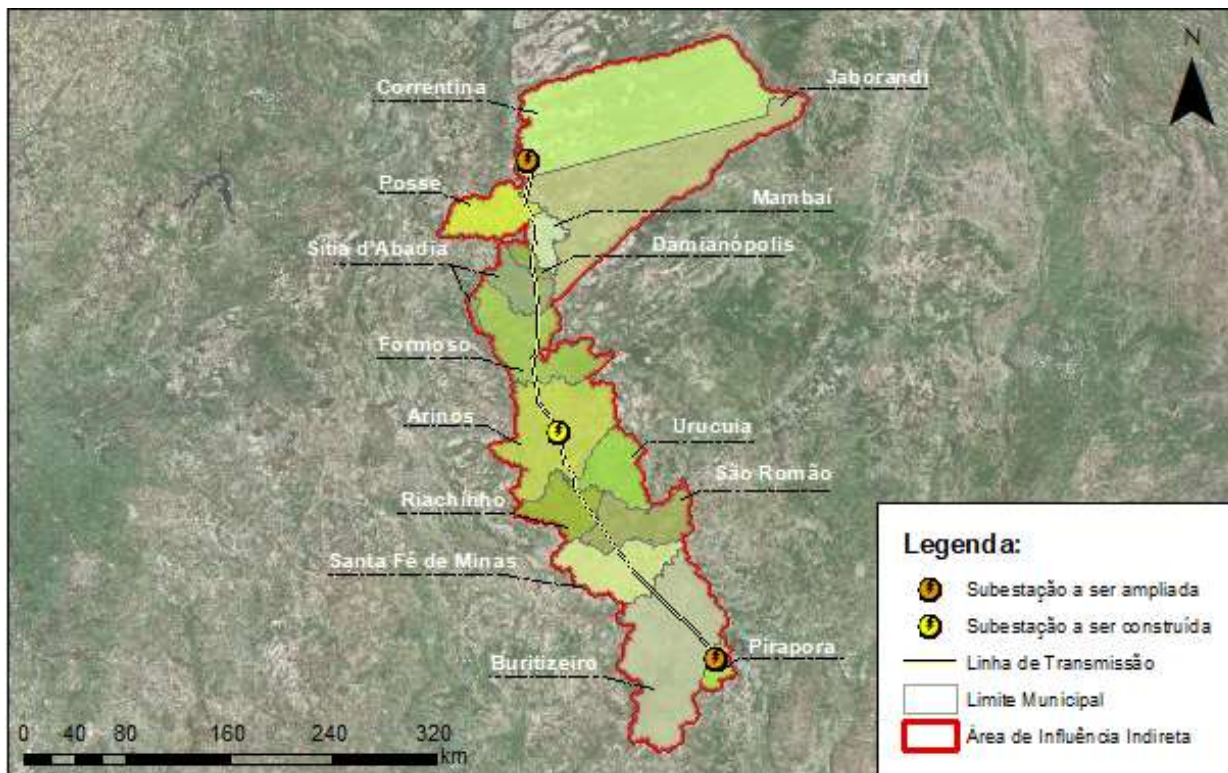 N
Correntina
Jaborandi
Posse
Mambaí
Sítia d'Abadia
Damianópolis
Formoso
Arinos
Urucuia
São Romão
Riachinho
Santa Fé de Minas
Buritizeiro
Pirapora
0 40 80 160 240 320
km
Legenda:
Subestação a ser ampliada
Subestação a ser construída
Linha de Transmissão
Limite Municipal
Área de Influência Indireta